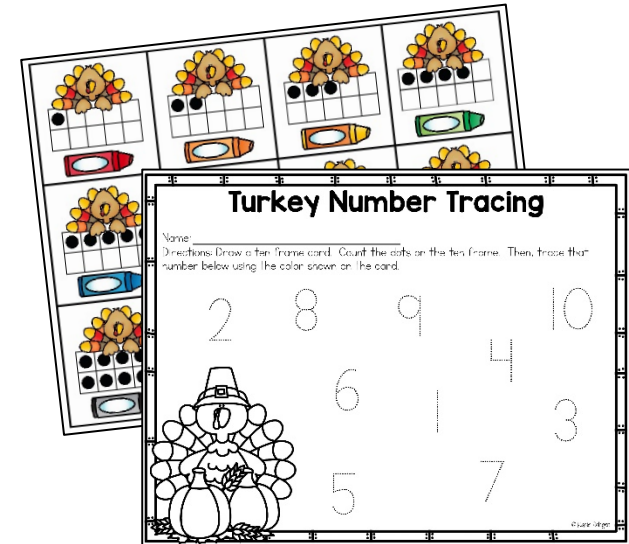 Turkey Number Tracing
Name:
Directions: Draw a ten frame card. Count the dots on the ten frame. Then, trace that
number below using the color shown on the card.
2 8 9 10
4
6 1 3
5 7